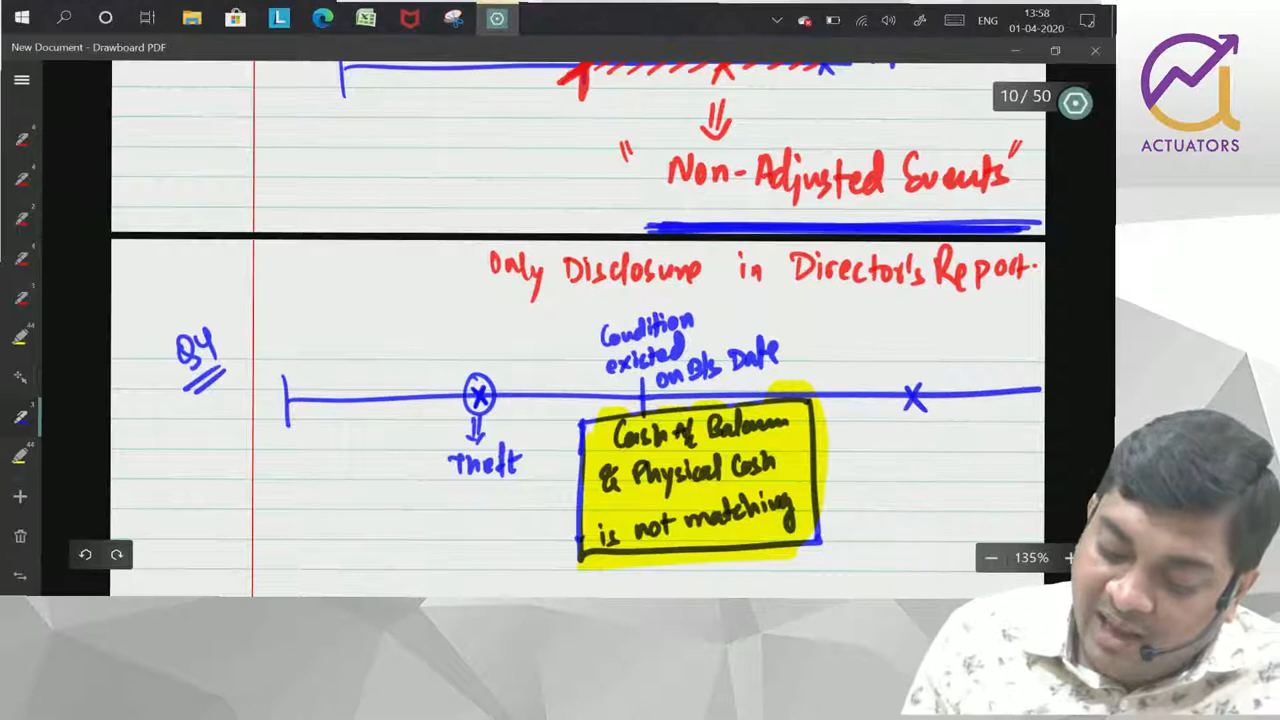 13:58
ENG
01-04-2020
New Document - Drawboard PDF
10 / 50
ACTUATORS
" Non-Adjusted Events"
Only Disclosure in Director's Report.
Q4
Condition
existed
on B/s Date
Theft
Cash A/c Balance
& Physical Cash
is not matching
135%